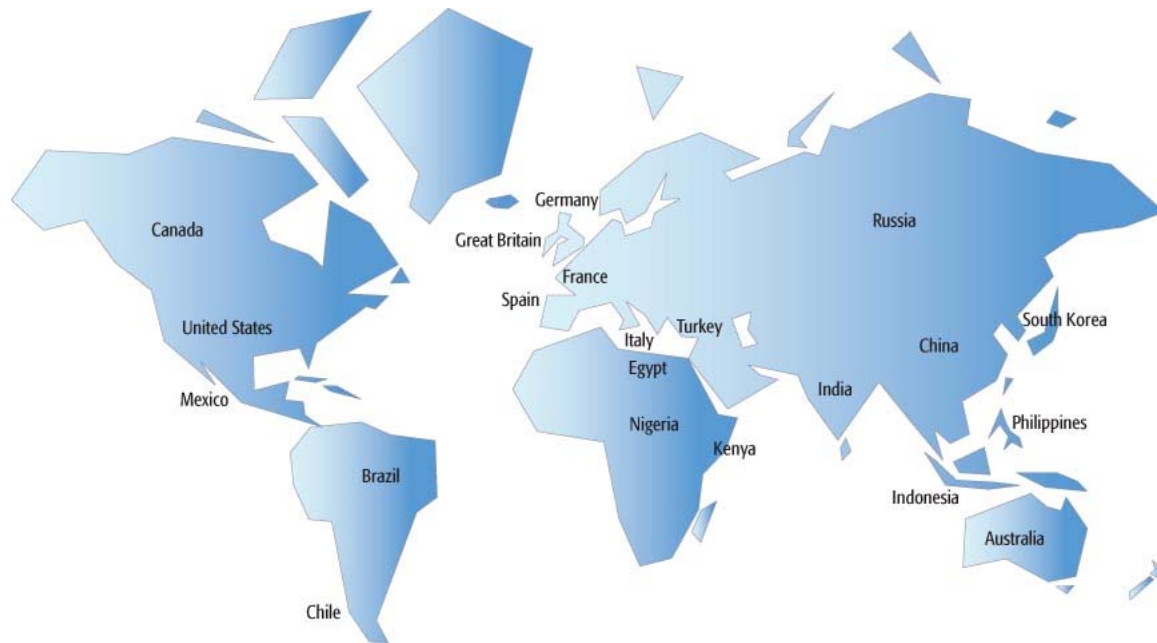 Germany
Canada
Great Britain
Russia
France
Spain
United States
Italy
Turkey
South Korea
China
Egypt
India
Mexico
Nigeria
Philippines
Kenya
Brazil
Indonesia
Australia
Chile